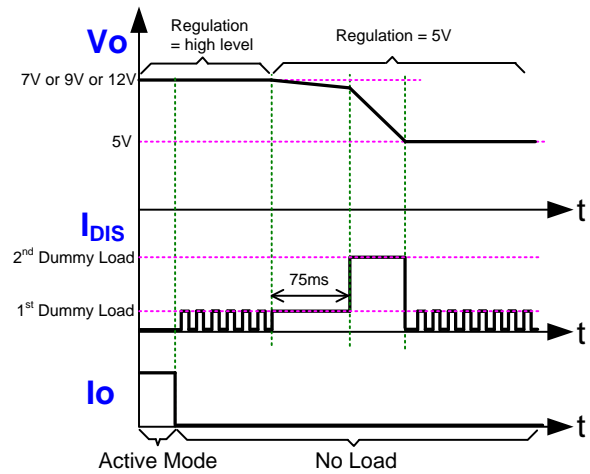 Regulation
= high level
Regulation = 5V
Vo
7V or 9V or 12V
5V
t
IDIS
2nd Dummy Load
75ms
1st Dummy Load
t
Io
t
Active Mode
No Load